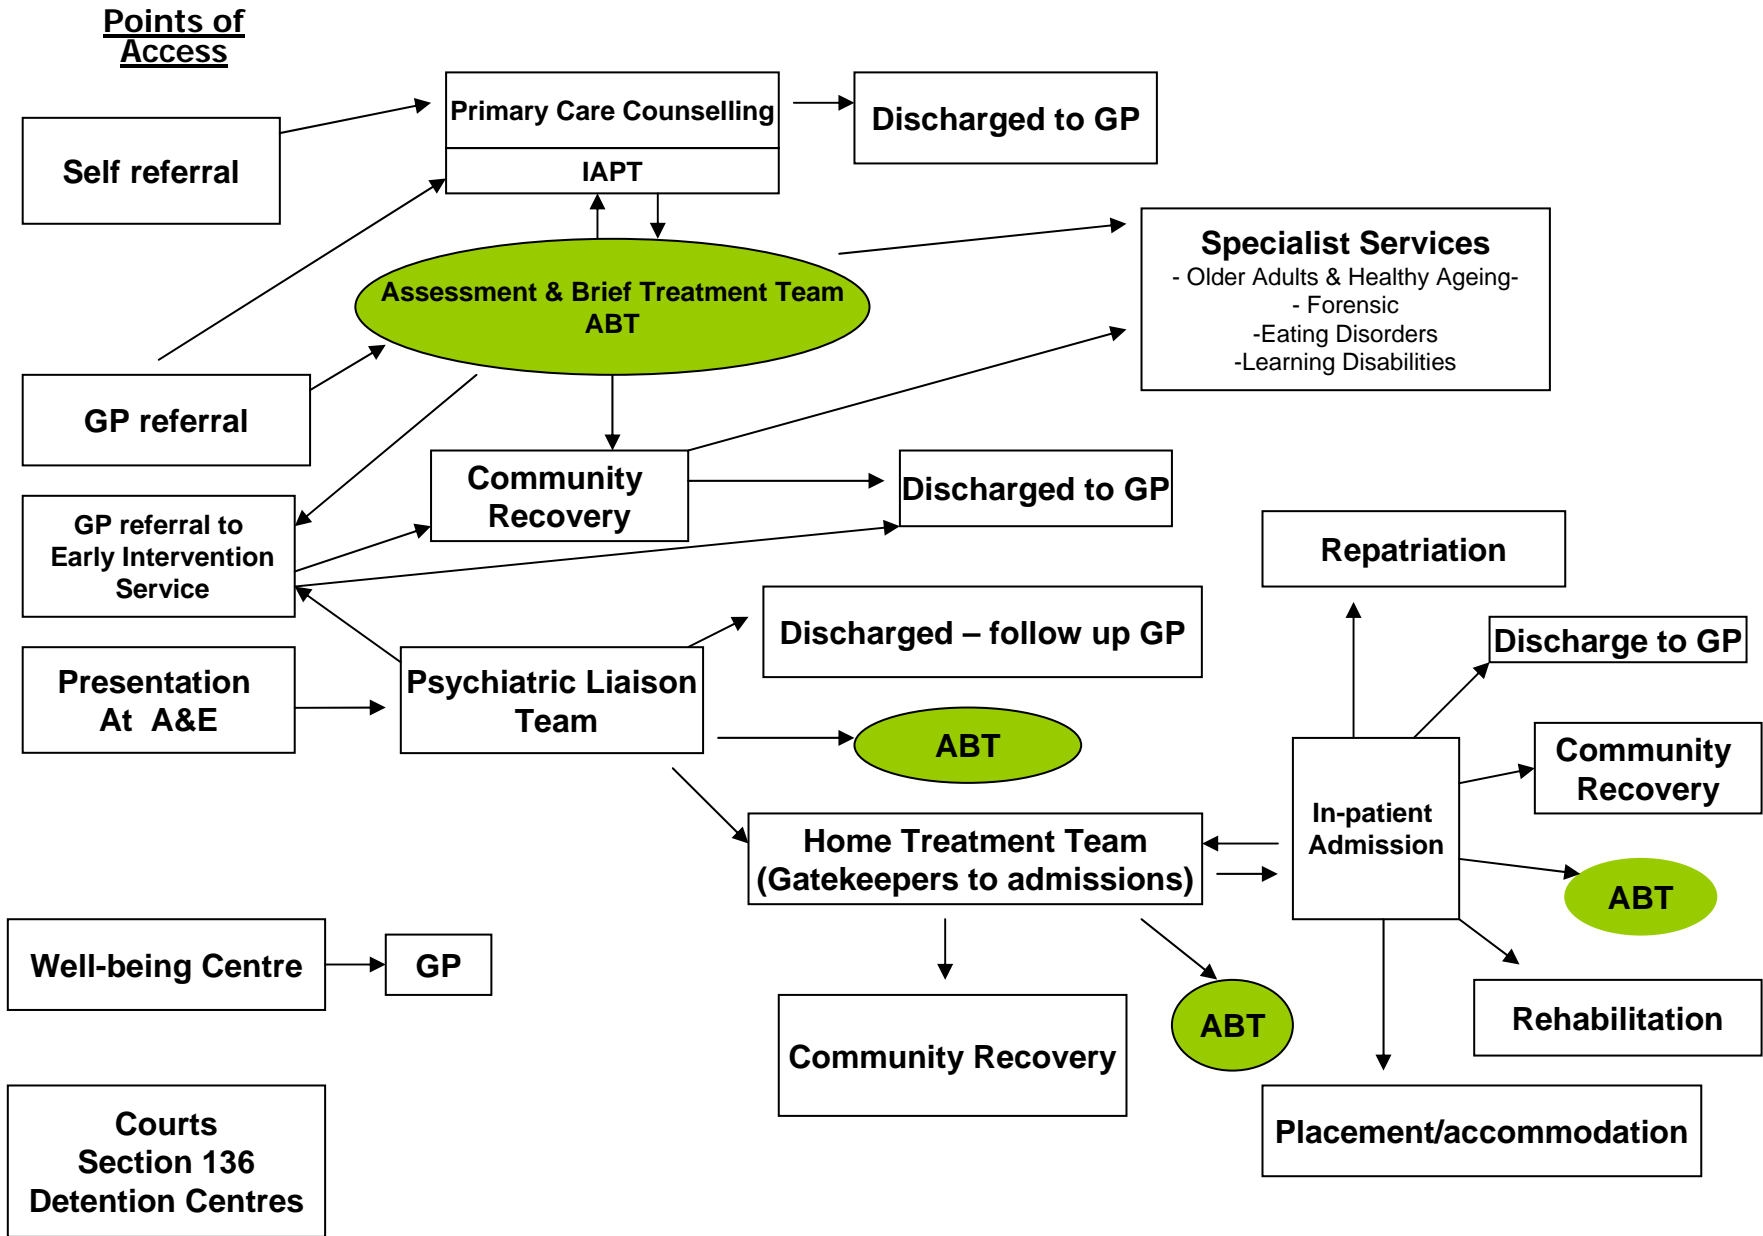 Points of
Access
Primary Care Counselling
IAPT
Discharged to GP
Self referral
Assessment & Brief Treatment Team
ABT
Specialist Services
- Older Adults & Healthy Ageing-
- Forensic
-Eating Disorders
-Learning Disabilities
GP referral
Community
Recovery
Discharged to GP
GP referral to
Early Intervention
Service
Repatriation
Discharged – follow up GP
Discharge to GP
Presentation
At A&E
Psychiatric Liaison
Team
ABT
Community
Recovery
In-patient
Admission
Home Treatment Team
(Gatekeepers to admissions)
ABT
Well-being Centre
GP
Community Recovery
ABT
Rehabilitation
Placement/accommodation
Courts
Section 136
Detention Centres